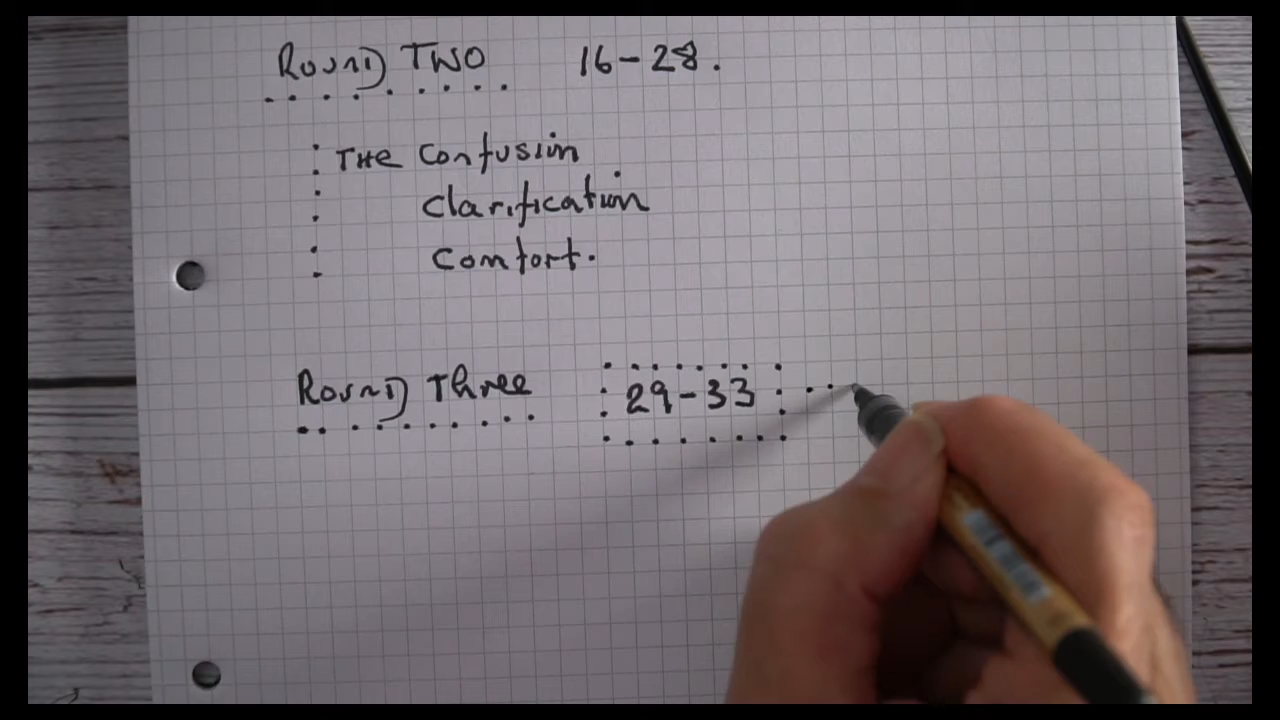 Round TWO 16-28.
THE Confusion
Clarification
Comfort.
Round Three 29-33